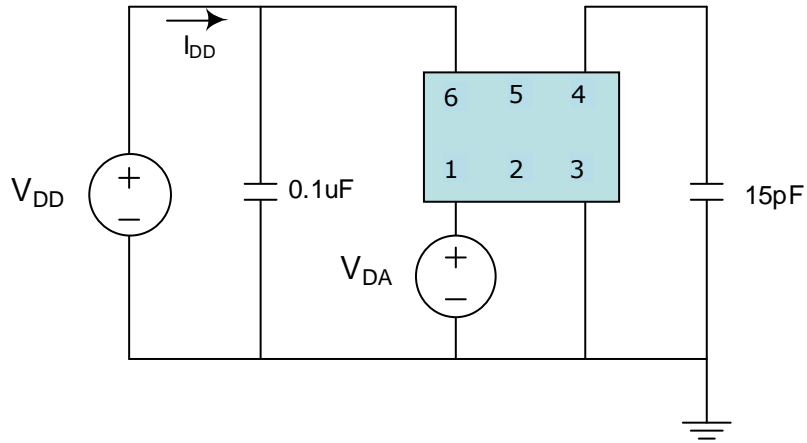 I_DD
6 5 4
1 2 3
V_DD
+
−
0.1uF
V_DA
+
−
15pF